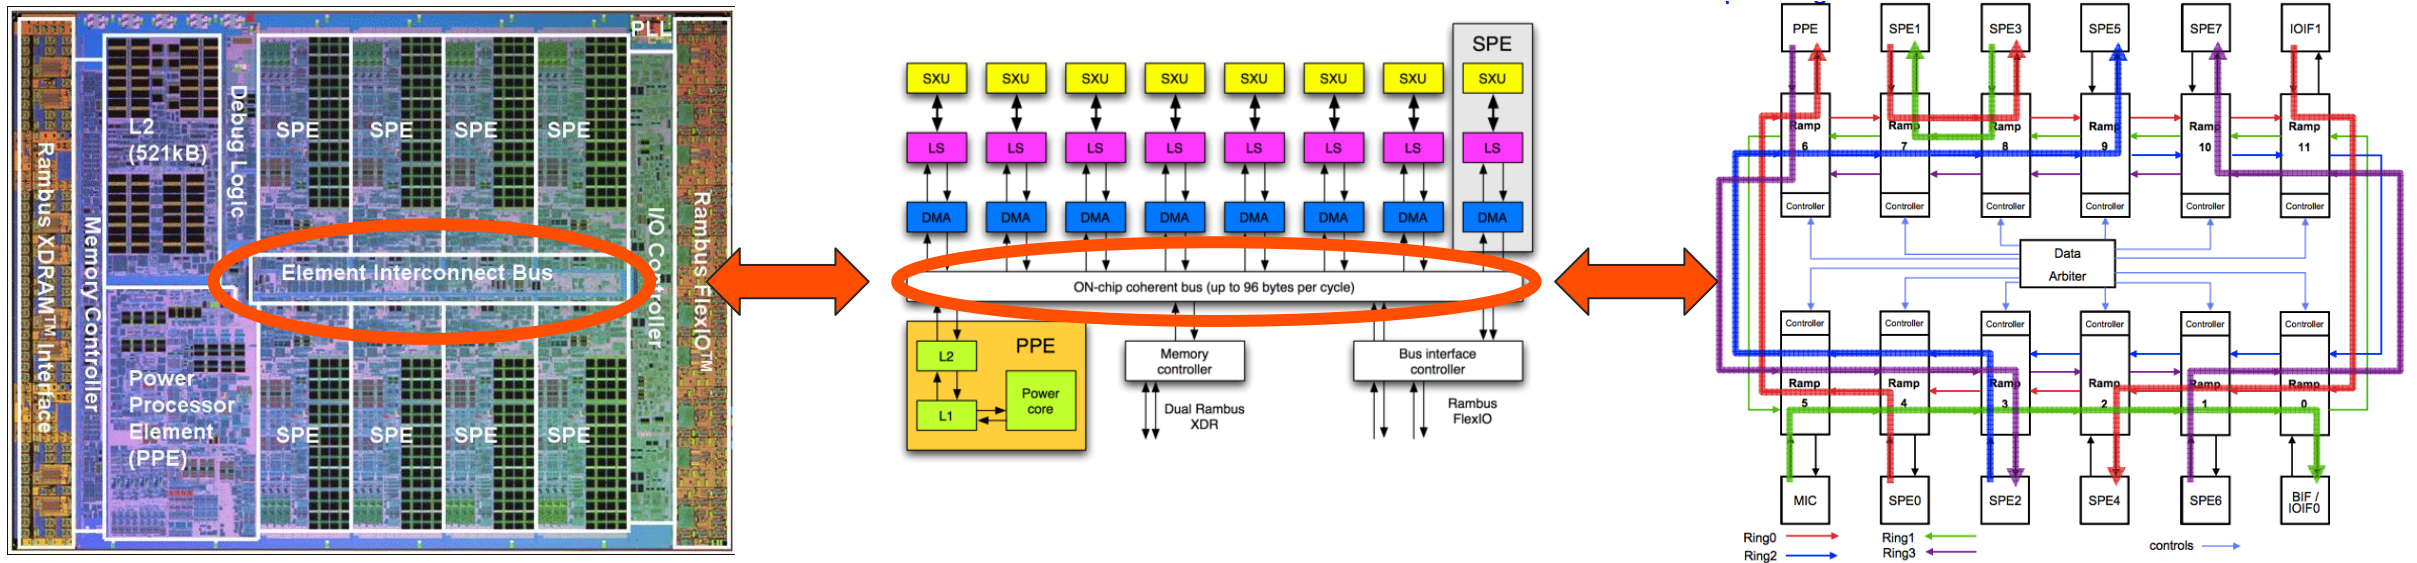 Rambus XDRAM™ Interface
Memory Controller
L2
(521kB)
Debug Logic
SPE
SPE
SPE
SPE
PLL
Element Interconnect Bus
I/O Controller
Rambus FlexIO™
Power
Processor
Element
(PPE)
SPE
SPE
SPE
SPE
SPE
SXU
SXU
SXU
SXU
SXU
SXU
SXU
SXU
LS
LS
LS
LS
LS
LS
LS
LS
DMA
DMA
DMA
DMA
DMA
DMA
DMA
DMA
ON-chip coherent bus (up to 96 bytes per cycle)
PPE
L2
L1
Power
core
Memory
controller
Dual Rambus
XDR
Bus interface
controller
Rambus
FlexIO
PPE
SPE1
SPE3
SPE5
SPE7
IOIF1
Ramp
6
Ramp
7
Ramp
8
Ramp
9
Ramp
10
Ramp
11
Controller
Controller
Controller
Controller
Controller
Controller
Data
Arbiter
Controller
Controller
Controller
Controller
Controller
Controller
Ramp
5
Ramp
4
Ramp
3
Ramp
2
Ramp
1
Ramp
0
MIC
SPE0
SPE2
SPE4
SPE6
BIF /
IOIF0
Ring0
Ring2
Ring1
Ring3
controls